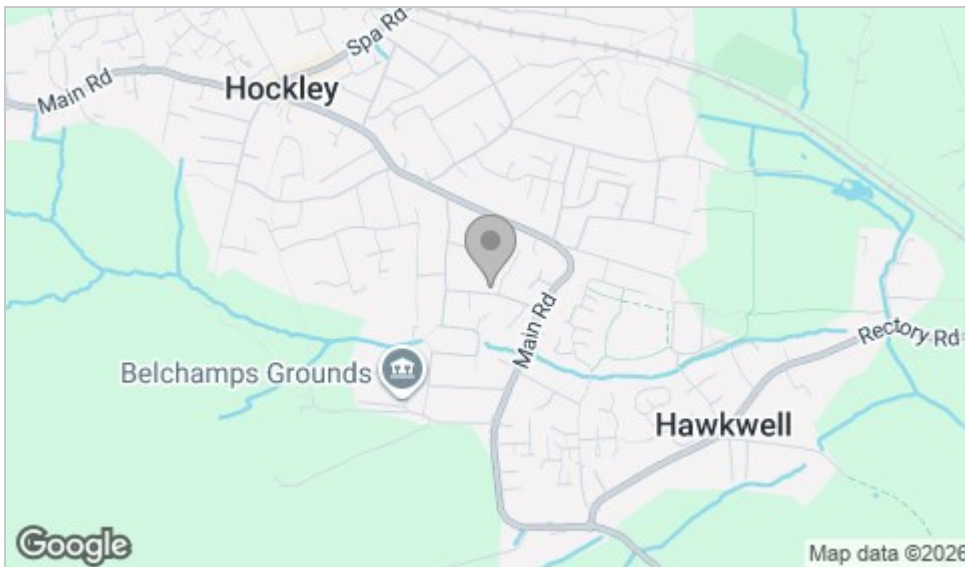 Spa Rd
Main Rd
Hockley
Main Rd
Rectory Rd
Belchamps Grounds
Hawkwell
Google
Map data ©2026